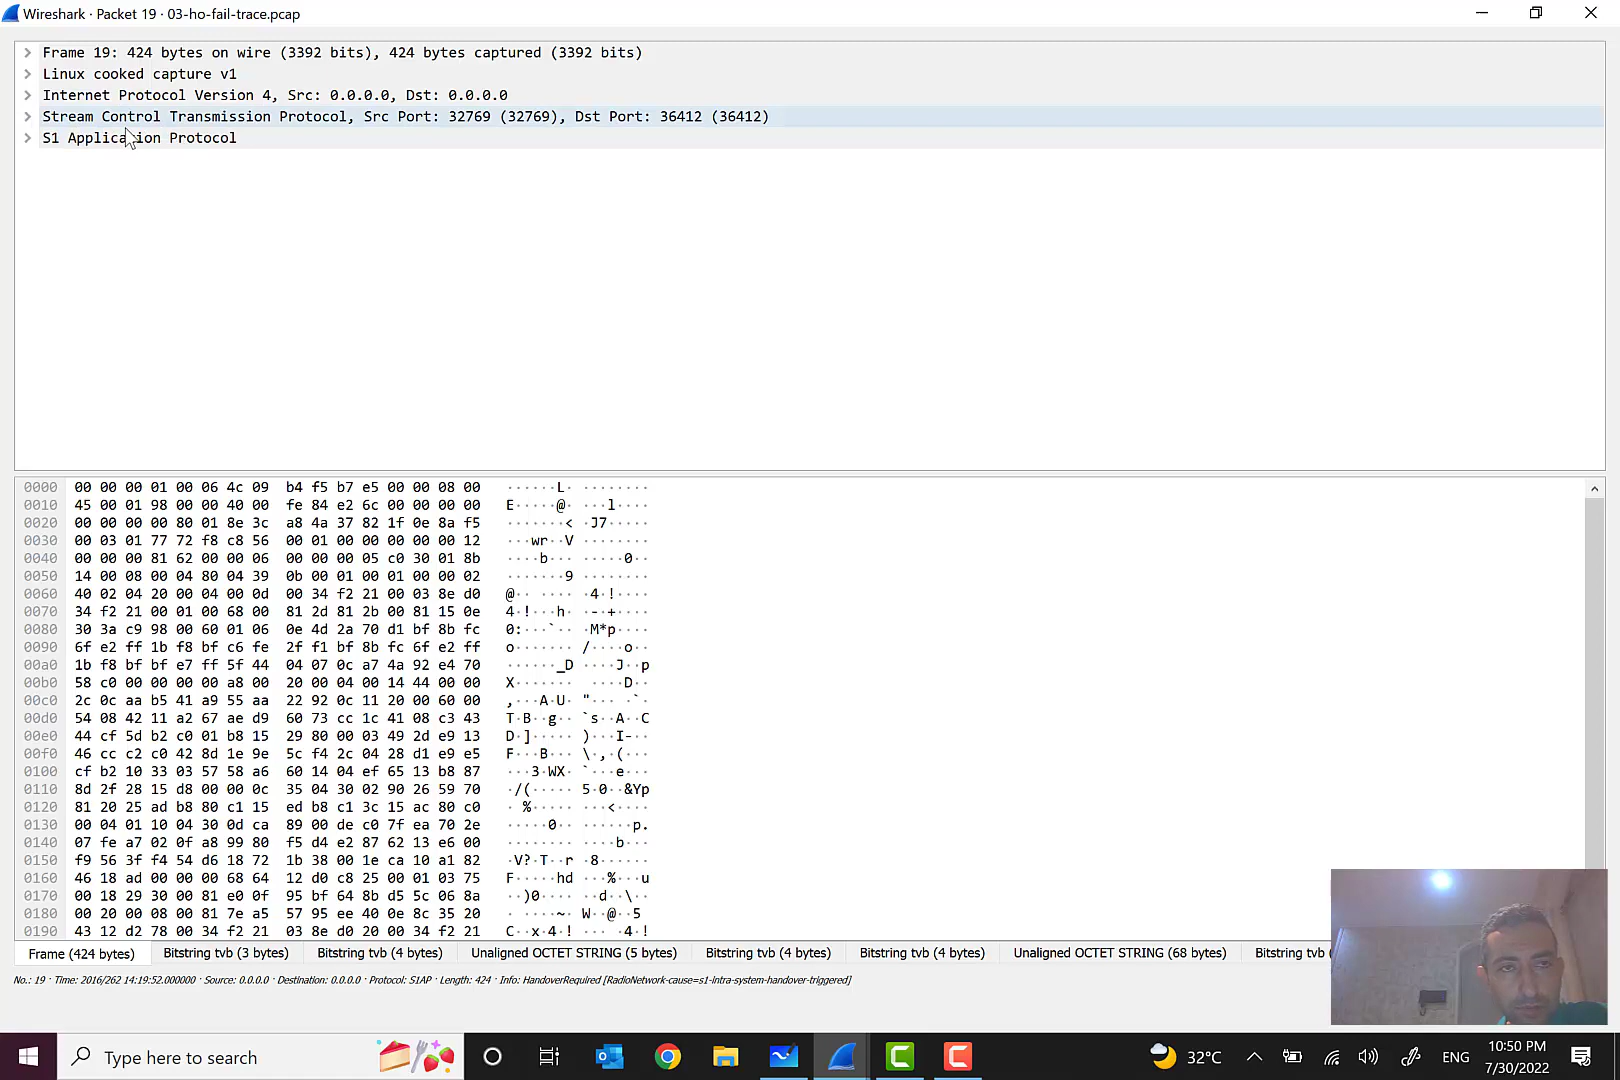 Wireshark · Packet 19 · 03-ho-fail-trace.pcap
Frame 19: 424 bytes on wire (3392 bits), 424 bytes captured (3392 bits)
Linux cooked capture v1
Internet Protocol Version 4, Src: 0.0.0.0, Dst: 0.0.0.0
Stream Control Transmission Protocol, Src Port: 32769 (32769), Dst Port: 36412 (36412)
S1 Application Protocol
0000 00 00 00 01 00 06 4c 09 b4 f5 b7 e5 00 00 08 00 ······L· ········
0010 45 00 01 98 00 00 40 00 fe 84 e2 6c 00 00 00 00 E·····@· ···l····
0020 00 00 00 00 80 01 8e 3c a8 4a 37 82 1f 0e 8a f5 ·······< ·J7·····
0030 00 03 01 77 72 f8 c8 56 00 01 00 00 00 00 00 12 ···wr··V ········
0040 00 00 00 81 62 00 00 06 00 00 00 05 c0 30 01 8b ····b··· ·····0··
0050 14 00 08 00 04 80 04 39 0b 00 01 00 01 00 00 02 ·······9 ········
0060 40 02 04 20 00 04 00 0d 00 34 f2 21 00 03 8e d0 @·· ···· ·4·!····
0070 34 f2 21 00 01 00 68 00 81 2d 81 2b 00 81 15 0e 4·!···h· ·-·+····
0080 30 3a c9 98 00 60 01 06 0e 4d 2a 70 d1 bf 8b fc 0:···`·· ·M*p····
0090 6f e2 ff 1b f8 bf c6 fe 2f f1 bf 8b fc 6f e2 ff o······· /····o··
00a0 1b f8 bf bf e7 ff 5f 44 04 07 0c a7 4a 92 e4 70 ······_D ····J··p
00b0 58 c0 00 00 00 00 a8 00 20 00 04 00 14 44 00 00 X······· ····D··
00c0 2c 0c aa b5 41 a9 55 aa 22 92 0c 11 20 00 60 00 ,···A·U· "··· ·`·
00d0 54 08 42 11 a2 67 ae d9 60 73 cc 1c 41 08 c3 43 T·B··g·· `s··A··C
00e0 44 cf 5d b2 c0 01 b8 15 29 80 00 03 49 2d e9 13 D·]····· )···I-··
00f0 46 cc c2 c0 42 8d 1e 9e 5c f4 2c 04 28 d1 e9 e5 F···B··· \·,·(···
0100 cf b2 10 33 03 57 58 a6 60 14 04 ef 65 13 b8 87 ···3·WX· `···e···
0110 8d 2f 28 15 d8 00 00 0c 35 04 30 02 90 26 59 70 ·/(····· 5·0··&Yp
0120 81 20 25 ad b8 80 c1 15 ed b8 c1 3c 15 ac 80 c0 · %····· ···<····
0130 00 04 01 10 04 30 0d ca 89 00 de c0 7f ea 70 2e ·····0·· ······p.
0140 07 fe a7 02 0f a8 99 80 f5 d4 e2 87 62 13 e6 00 ········ ····b···
0150 f9 56 3f f4 54 d6 18 72 1b 38 00 1e ca 10 a1 82 ·V?·T··r ·8······
0160 46 18 ad 00 00 00 68 64 12 d0 c8 25 00 01 03 75 F·····hd ···%···u
0170 00 18 29 30 00 81 e0 0f 95 bf 64 8b d5 5c 06 8a ··)0···· ··d··\··
0180 00 20 00 08 00 81 7e a5 57 95 ee 40 0e 8c 35 20 · ····~· W··@··5
0190 43 12 d2 78 00 34 f2 21 03 8e d0 20 00 34 f2 21 C··x·4·! ··· ·4·!
Frame (424 bytes) Bitstring tvb (3 bytes) Bitstring tvb (4 bytes) Unaligned OCTET STRING (5 bytes) Bitstring tvb (4 bytes) Bitstring tvb (4 bytes) Unaligned OCTET STRING (68 bytes) Bitstring tvb
No.: 19 · Time: 2016/262 14:19:52.000000 · Source: 0.0.0.0 · Destination: 0.0.0.0 · Protocol: S1AP · Length: 424 · Info: HandoverRequired [RadioNetwork-cause=s1-intra-system-handover-triggered]
Type here to search
32°C
ENG
10:50 PM
7/30/2022